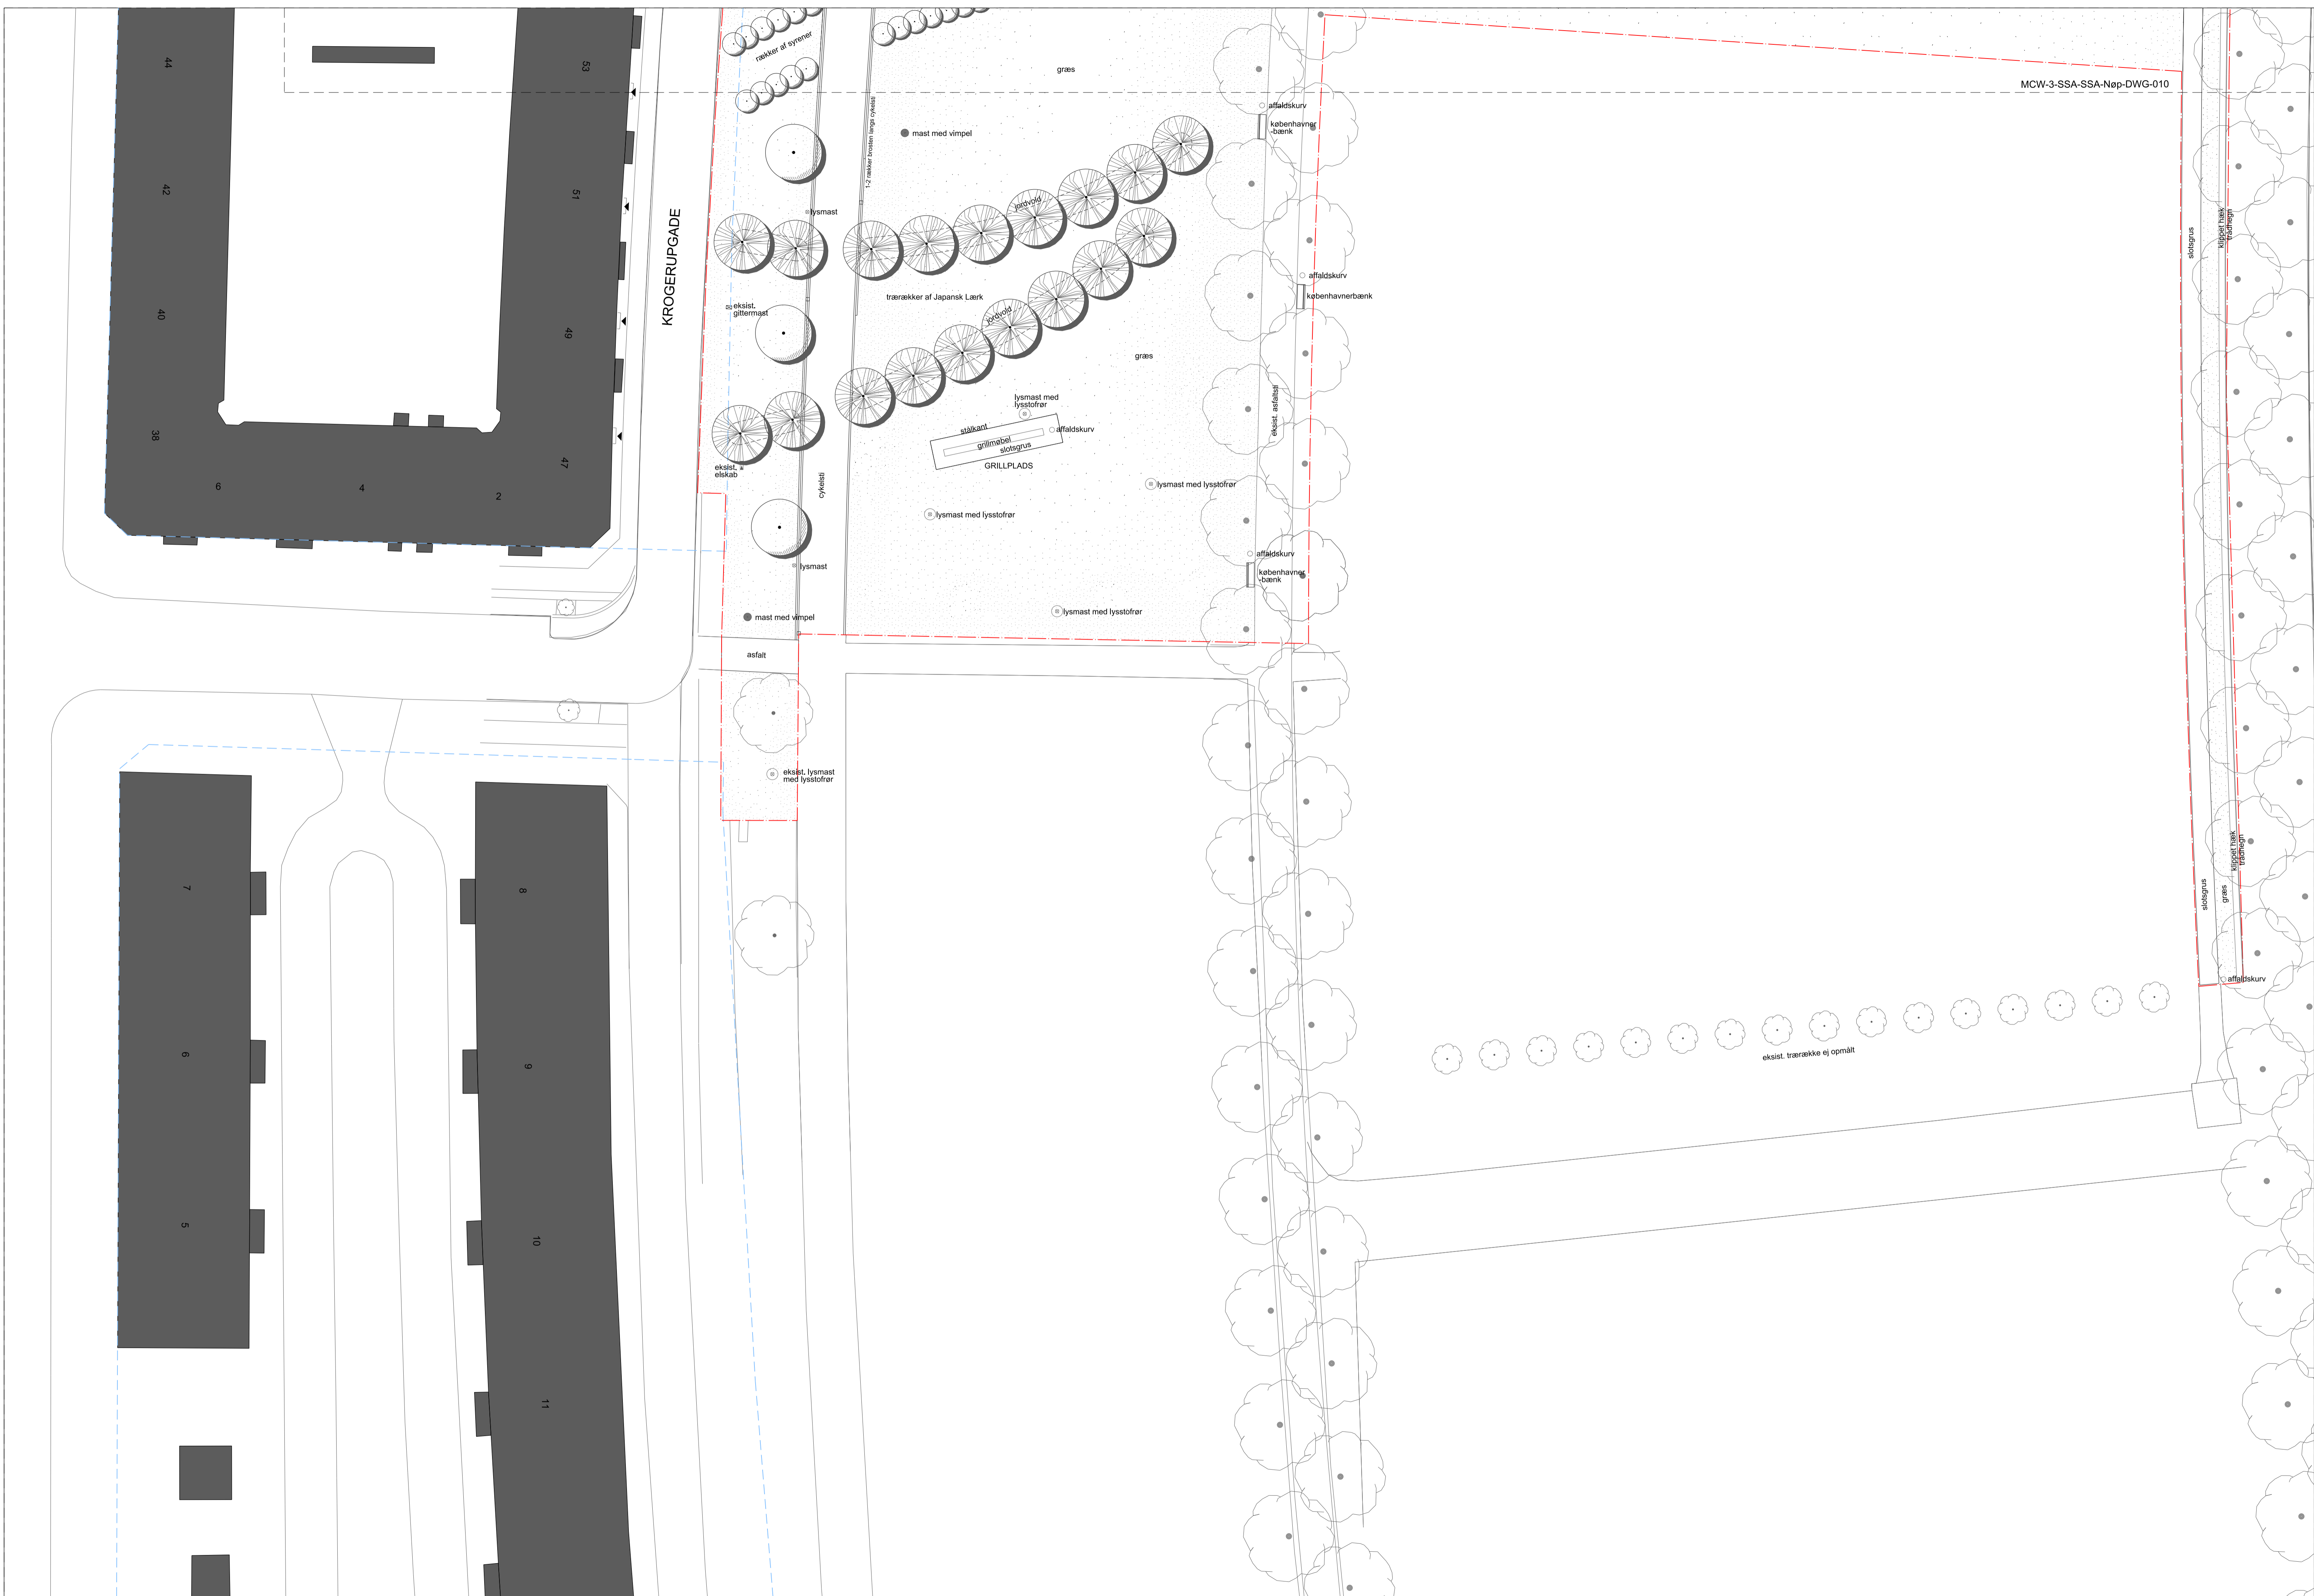 44
53
rækker af syrener
græs
MCW-3-SSA-SSA-Nøp-DWG-010
affaldskurv
københavner
-bænk
mast med vimpel
1-2 rækker brosten langs cykelsti
42
51
KROGERUPGADE
lysmast
jordvold
slotsgrus
klippet hæk
trådhegn
affaldskurv
københavnerbænk
trærækker af Japansk Lærk
eksist.
gittermast
40
49
jordvold
græs
eksist. asfaltsti
lysmast med
lysstofrør
stålkant
affaldskurv
grillmøbel
slotsgrus
GRILLPLADS
38
47
eksist.
elskab
cykelsti
6
4
2
lysmast med lysstofrør
lysmast med lysstofrør
affaldskurv
københavner
-bænk
lysmast
lysmast med lysstofrør
mast med vimpel
asfalt
eksist. lysmast
med lysstofrør
klippet hæk
trådhegn
7
8
slotsgrus
græs
affaldskurv
6
9
eksist. trærække ej opmålt
5
10
11